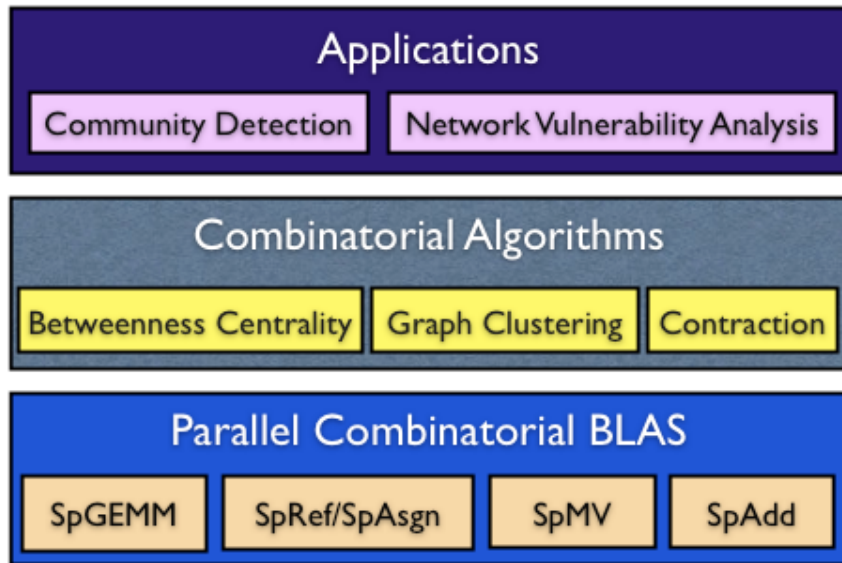 Applications
Community Detection
Network Vulnerability Analysis
Combinatorial Algorithms
Betweenness Centrality
Graph Clustering
Contraction
Parallel Combinatorial BLAS
SpGEMM
SpRef/SpAsgn
SpMV
SpAdd